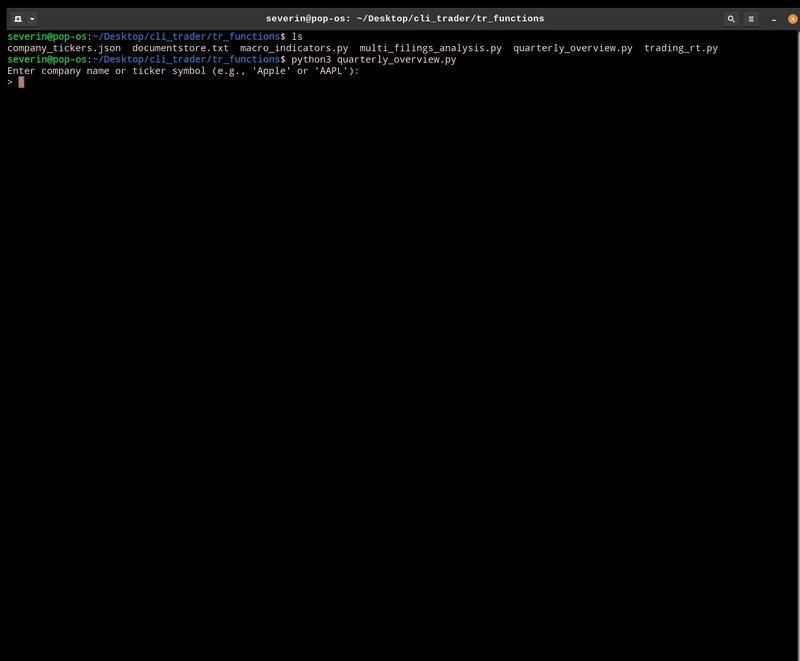 severin@pop-os: ~/Desktop/cli_trader/tr_functions
severin@pop-os:~/Desktop/cli_trader/tr_functions$ ls
company_tickers.json  documentstore.txt  macro_indicators.py  multi_filings_analysis.py  quarterly_overview.py  trading_rt.py
severin@pop-os:~/Desktop/cli_trader/tr_functions$ python3 quarterly_overview.py
Enter company name or ticker symbol (e.g., 'Apple' or 'AAPL'):
>